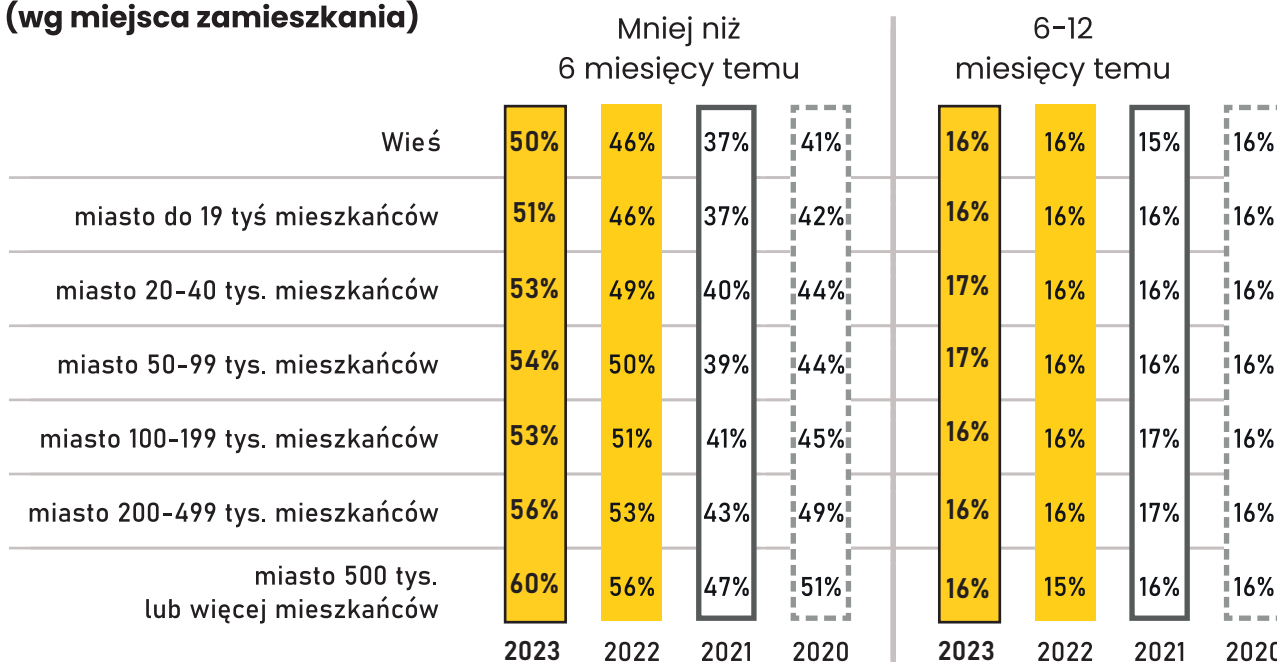 (wg miejsca zamieszkania)
Mniej niż
6 miesięcy temu
6-12
miesięcy temu
Wieś 50% 46% 37% 41% 16% 16% 15% 16%
miasto do 19 tyś mieszkańców 51% 46% 37% 42% 16% 16% 16% 16%
miasto 20-40 tys. mieszkańców 53% 49% 40% 44% 17% 16% 16% 16%
miasto 50-99 tys. mieszkańców 54% 50% 39% 44% 17% 16% 16% 16%
miasto 100-199 tys. mieszkańców 53% 51% 41% 45% 16% 16% 17% 16%
miasto 200-499 tys. mieszkańców 56% 53% 43% 49% 16% 16% 17% 16%
miasto 500 tys.
lub więcej mieszkańców 60% 56% 47% 51% 16% 15% 16% 16%
2023 2022 2021 2020 2023 2022 2021 2020